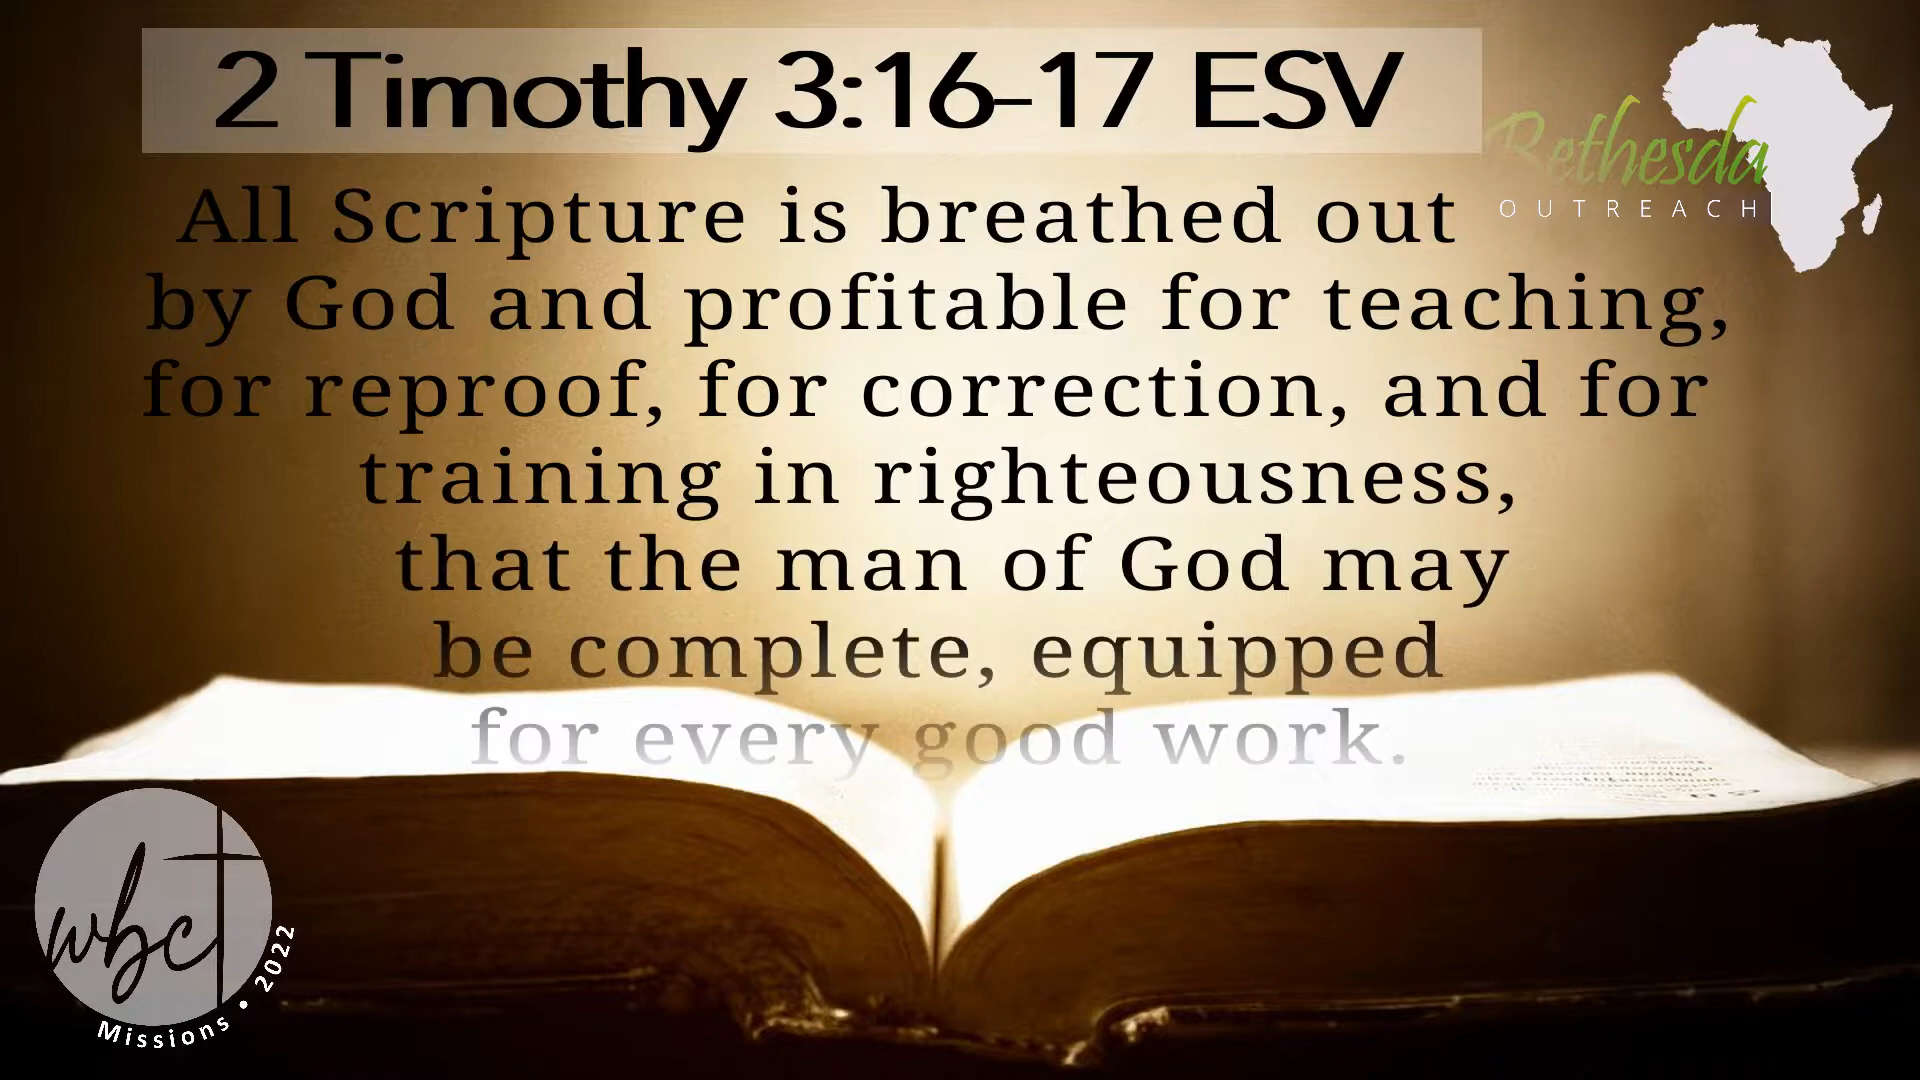 2 Timothy 3:16–17 ESV
Bethesda
OUTREACH
All Scripture is breathed out
by God and profitable for teaching,
for reproof, for correction, and for
training in righteousness,
that the man of God may
be complete, equipped
for every good work.
wbc
Missions • 2022